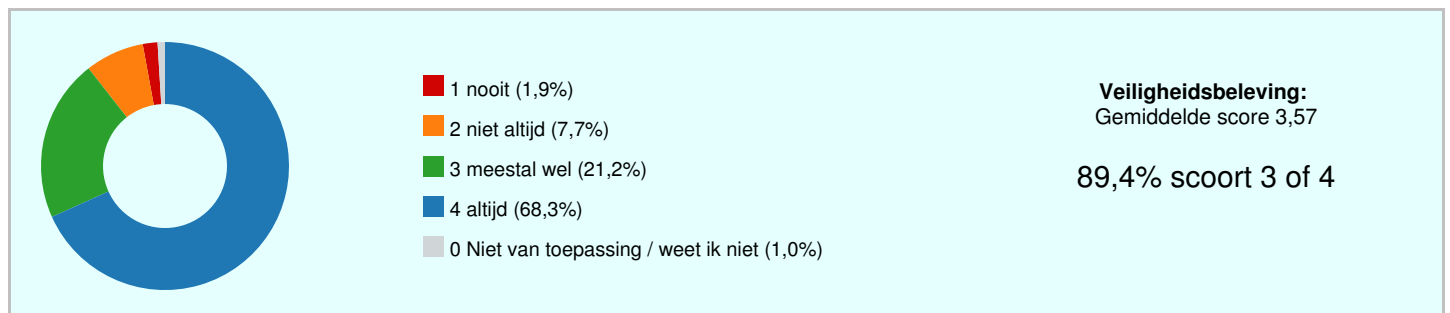 1 nooit (1,9%)
2 niet altijd (7,7%)
3 meestal wel (21,2%)
4 altijd (68,3%)
0 Niet van toepassing / weet ik niet (1,0%)
Veiligheidsbeleving:
Gemiddelde score 3,57
89,4% scoort 3 of 4